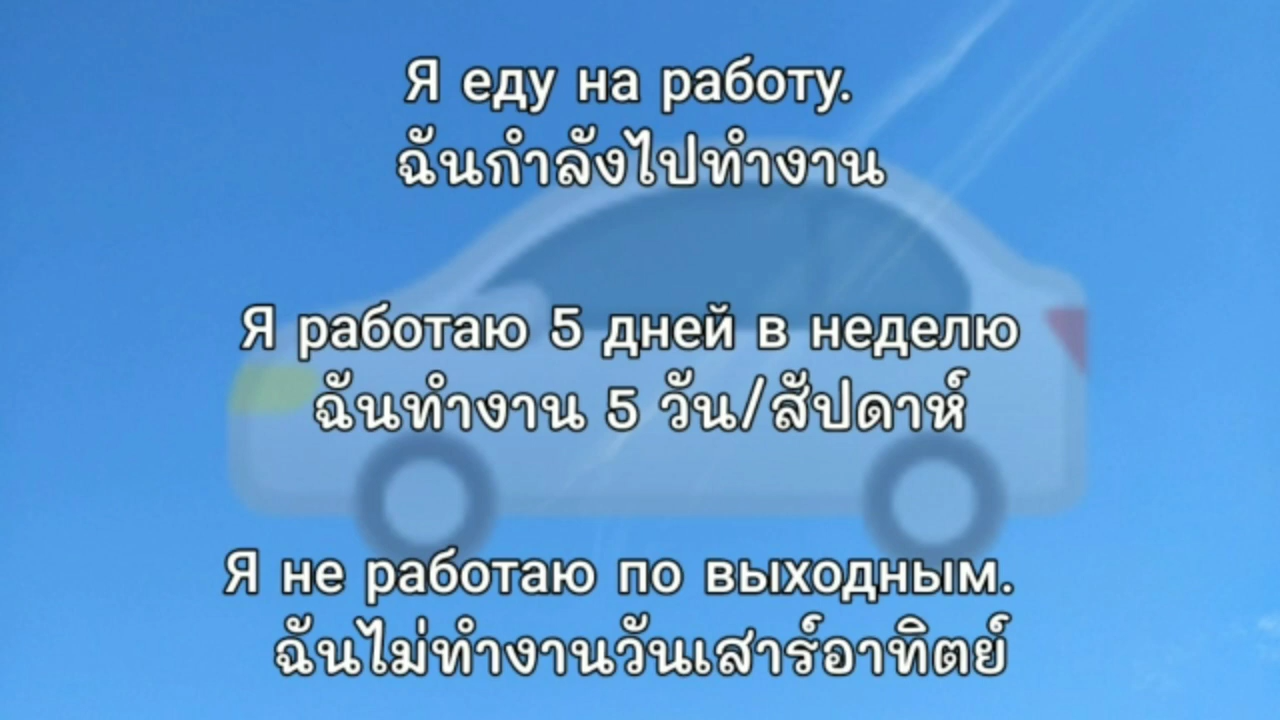 Я еду на работу.
ฉันกำลังไปทำงาน
Я работаю 5 дней в неделю
ฉันทำงาน 5 วัน/สัปดาห์
Я не работаю по выходным.
ฉันไม่ทำงานวันเสาร์อาทิตย์